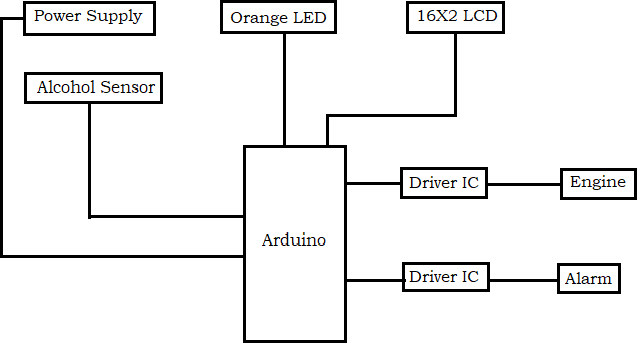 Power Supply
Orange LED
16X2 LCD
Alcohol Sensor
Driver IC
Engine
Arduino
Driver IC
Alarm